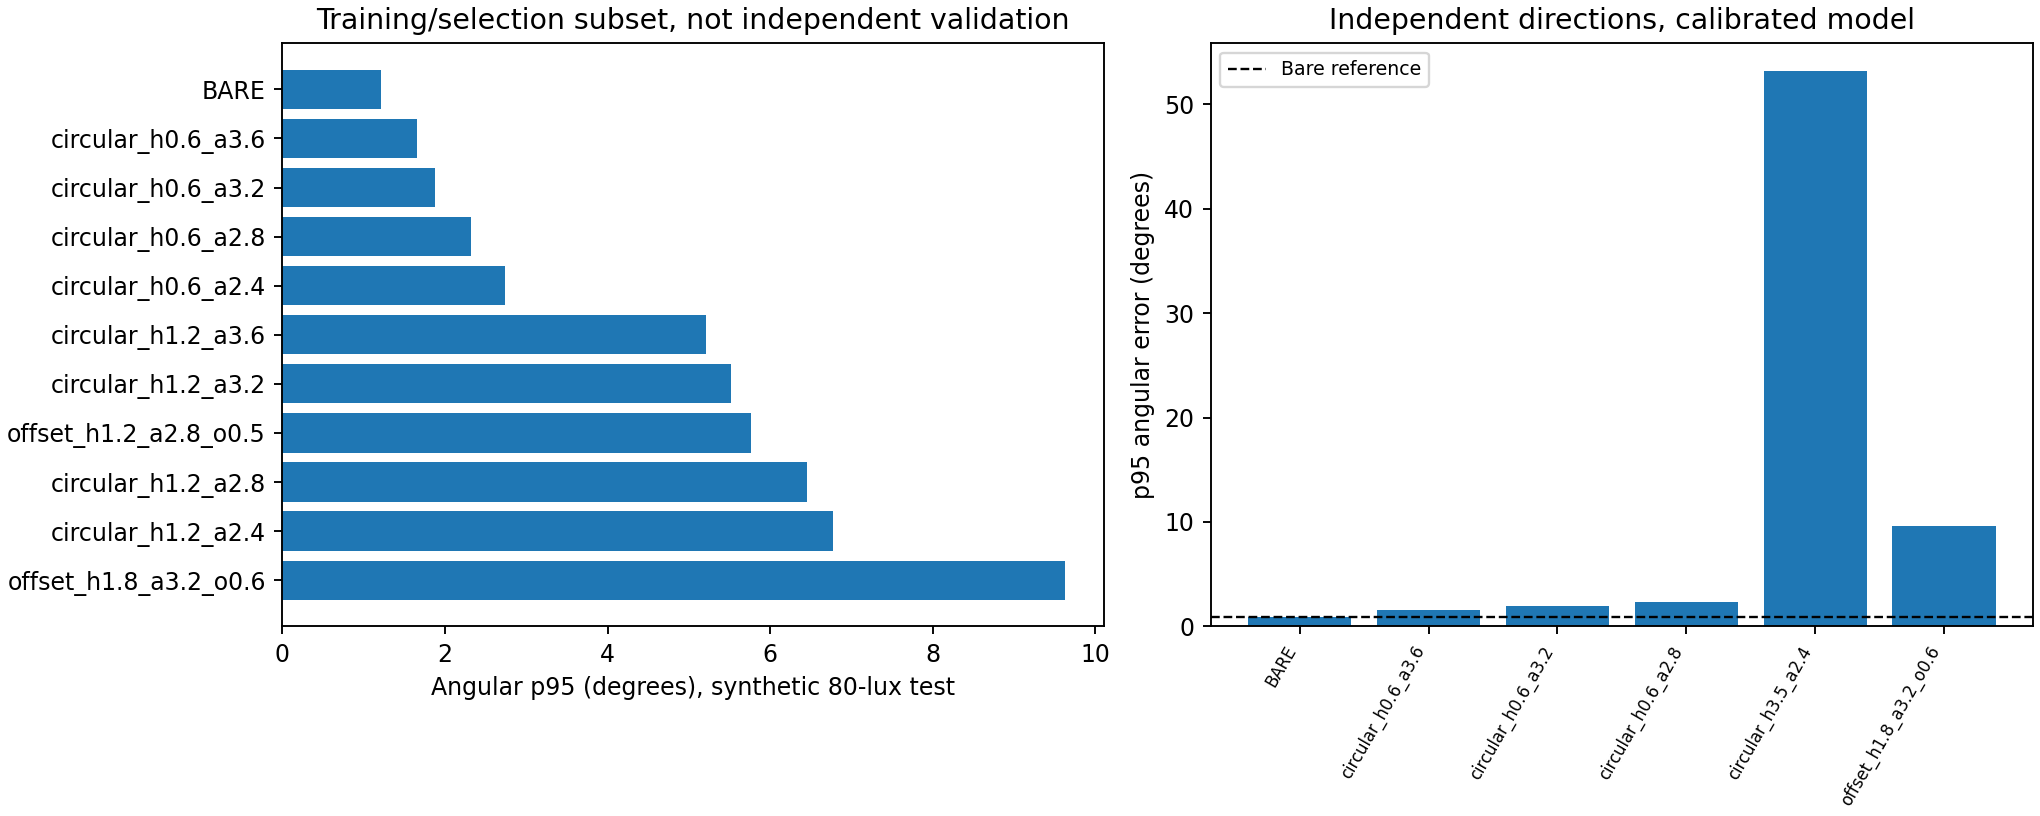 Training/selection subset, not independent validation
BARE
circular_h0.6_a3.6
circular_h0.6_a3.2
circular_h0.6_a2.8
circular_h0.6_a2.4
circular_h1.2_a3.6
circular_h1.2_a3.2
offset_h1.2_a2.8_o0.5
circular_h1.2_a2.8
circular_h1.2_a2.4
offset_h1.8_a3.2_o0.6
0 2 4 6 8 10
Angular p95 (degrees), synthetic 80-lux test
Independent directions, calibrated model
Bare reference
p95 angular error (degrees)
50
40
30
20
10
0
BARE
circular_h0.6_a3.6
circular_h0.6_a3.2
circular_h0.6_a2.8
circular_h3.5_a2.4
offset_h1.8_a3.2_o0.6